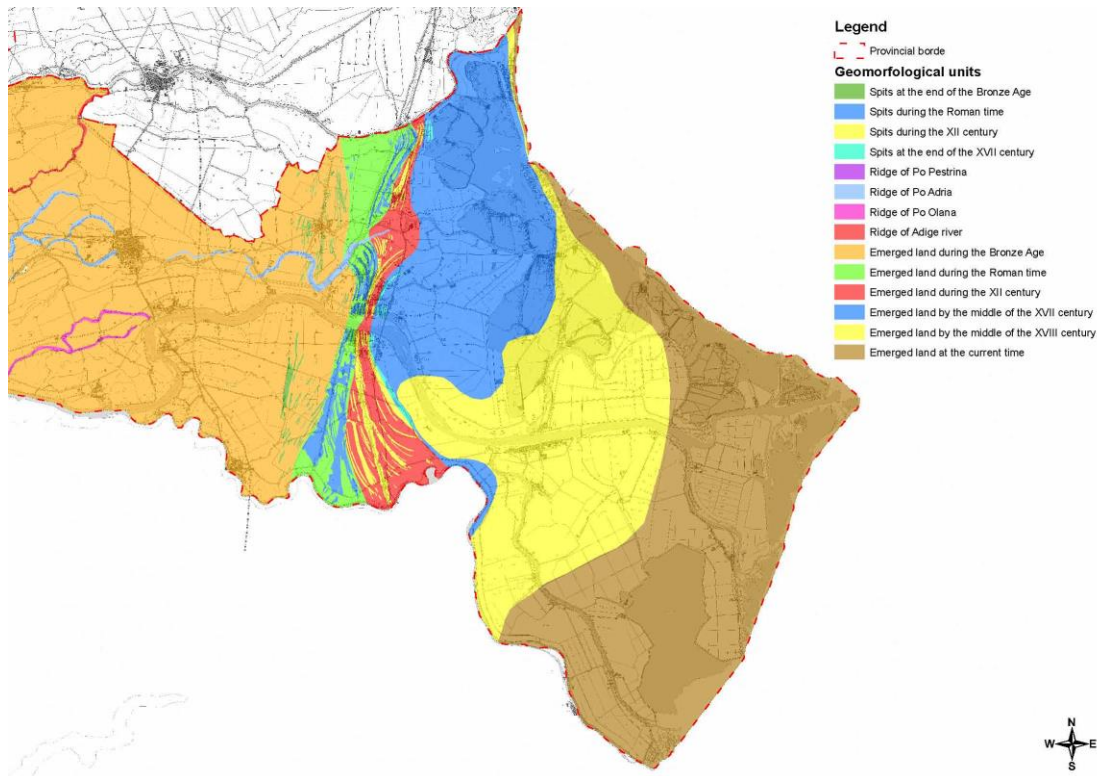 Legend
Provincial borde
Geomorfological units
Spits at the end of the Bronze Age
Spits during the Roman time
Spits during the XII century
Spits at the end of the XVII century
Ridge of Po Pestrina
Ridge of Po Adria
Ridge of Po Olana
Ridge of Adige river
Emerged land during the Bronze Age
Emerged land during the Roman time
Emerged land during the XII century
Emerged land by the middle of the XVII century
Emerged land by the middle of the XVIII century
Emerged land at the current time
N
W E
S